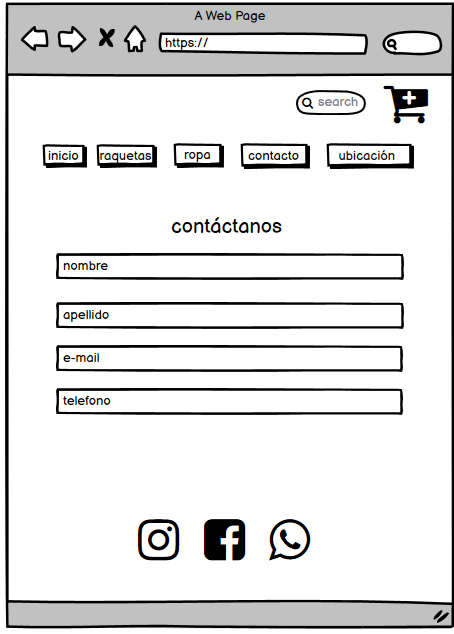 A Web Page
https://
search
inicio raquetas ropa contacto ubicación
contáctanos
nombre
apellido
e-mail
telefono